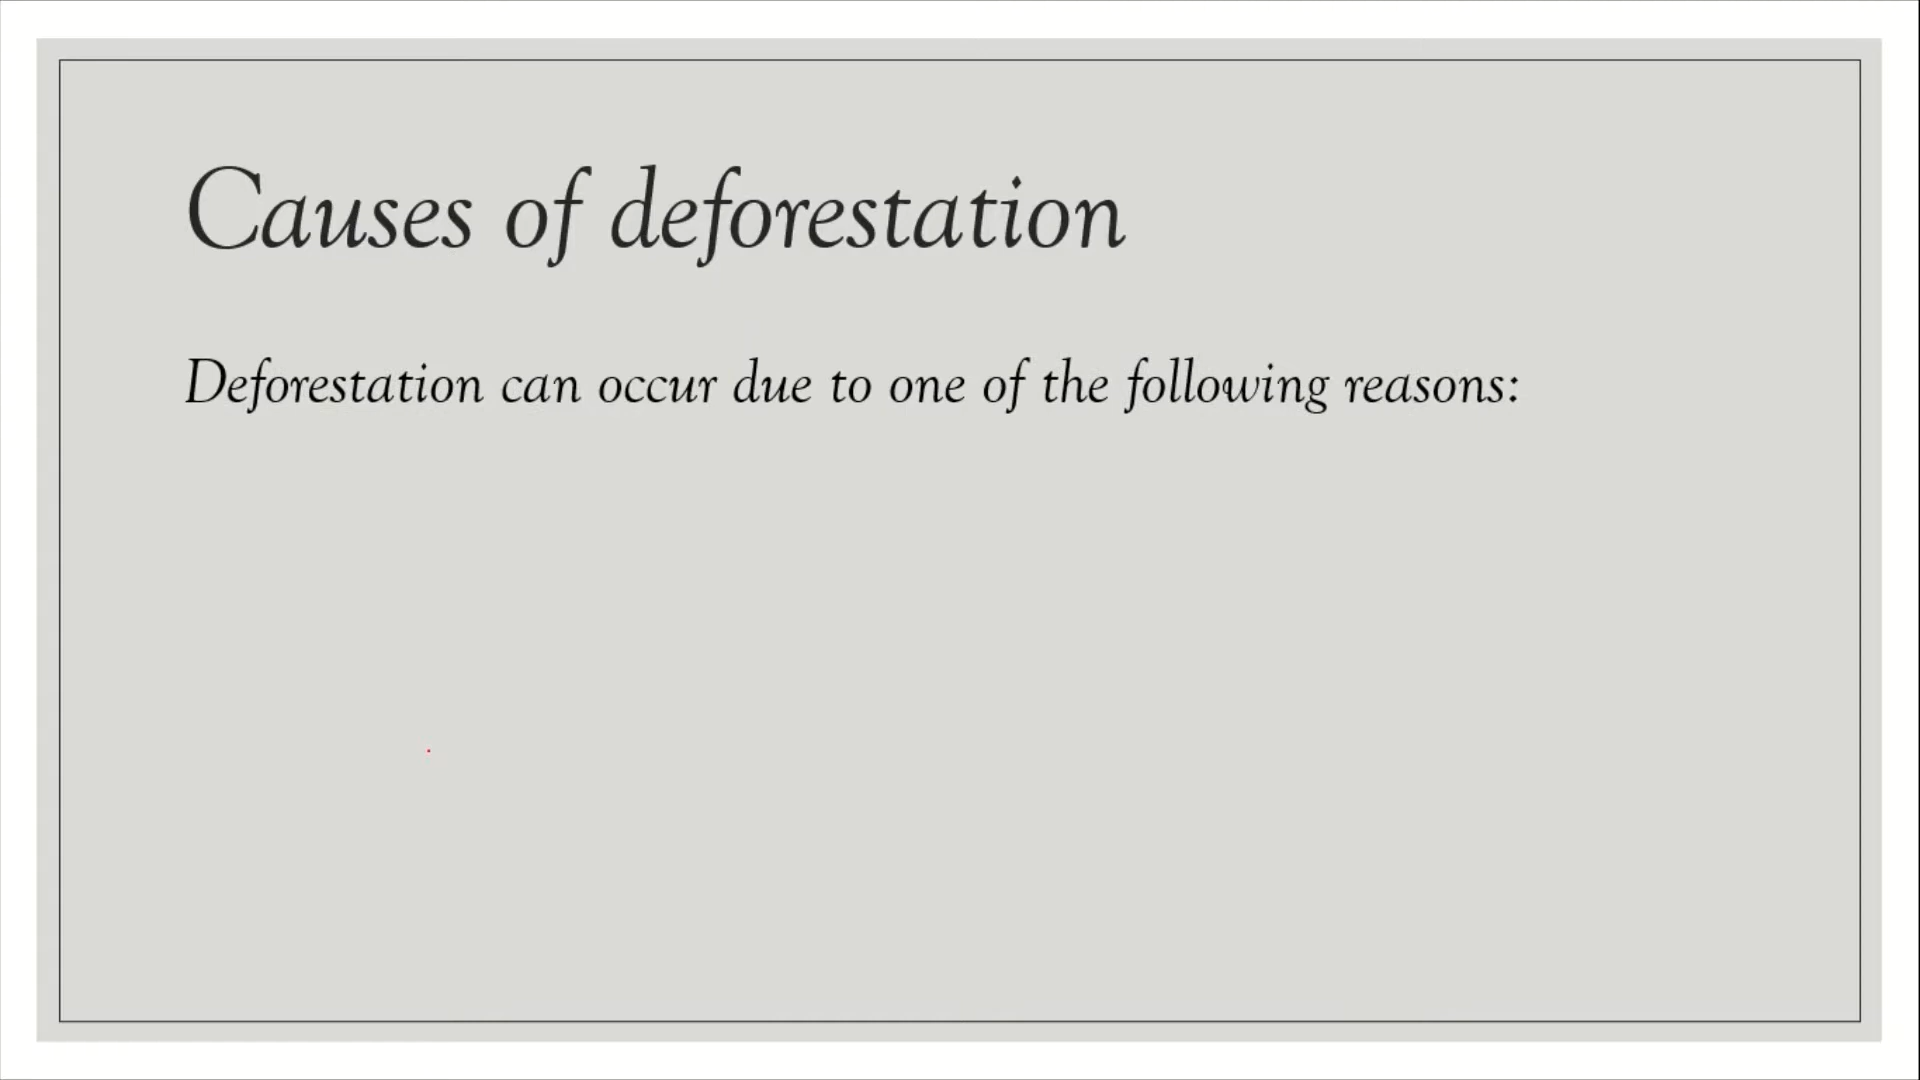 Causes of deforestation
Deforestation can occur due to one of the following reasons: